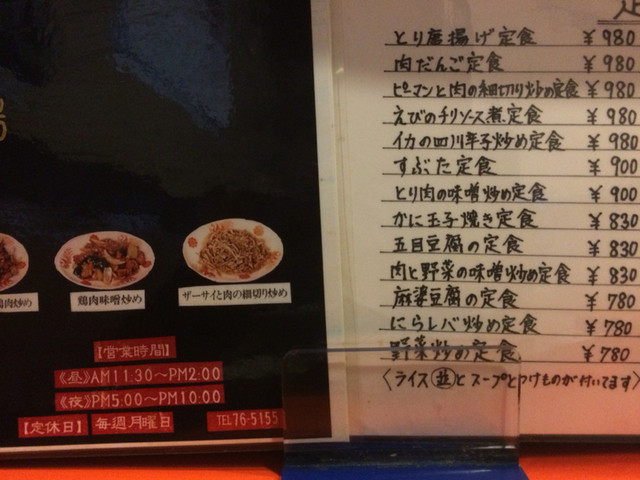 鶏肉味噌炒め
ザーサイと肉の細切り炒め
【営業時間】
《昼》AM11:30～PM2:00
《夜》PM5:00～PM10:00
【定休日】 毎週月曜日
TEL76-5155
とり唐揚げ定食 ¥980
肉だんご定食 ¥980
ピーマンと肉の細切り炒め定食 ¥980
えびのチリソース煮定食 ¥980
イカの四川辛子炒め定食 ¥980
すぶた定食 ¥900
とり肉の味噌炒め定食 ¥900
かに玉子焼き定食 ¥830
五目豆腐の定食 ¥830
肉と野菜の味噌炒め定食 ¥830
麻婆豆腐の定食 ¥780
にらレバ炒め定食 ¥780
野菜炒め定食 ¥780
〈ライス並とスープとつけものが付いてます〉